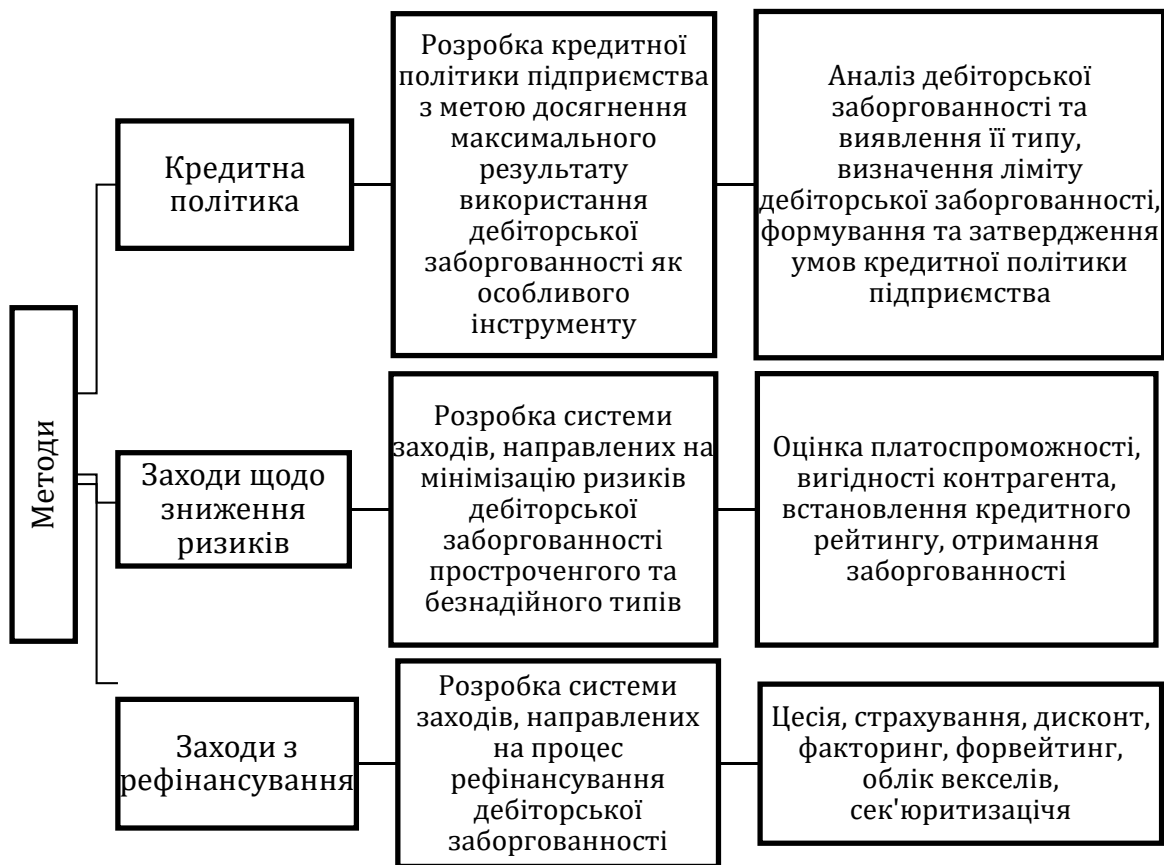 Методи
Кредитна
політика
Розробка кредитної
політики підприємства
з метою досягнення
максимального
результату
використання
дебіторської
заборгованності як
особливого
інструменту
Аналіз дебіторської
заборгованності та
виявлення її типу,
визначення ліміту
дебіторської заборгованності,
формування та затвердження
умов кредитної політики
підприємства
Заходи щодо
зниження
ризиків
Розробка системи
заходів, направлених на
мінімізацію ризиків
дебіторської
заборгованності
простроченгого та
безнадійного типів
Оцінка платоспроможності,
вигідності контрагента,
встановлення кредитного
рейтингу, отримання
заборгованності
Заходи з
рефінансування
Розробка системи
заходів, направлених
на процес
рефінансування
дебіторської
заборгованності
Цесія, страхування, дисконт,
факторинг, форвейтинг,
облік векселів,
сек'юритизацічя